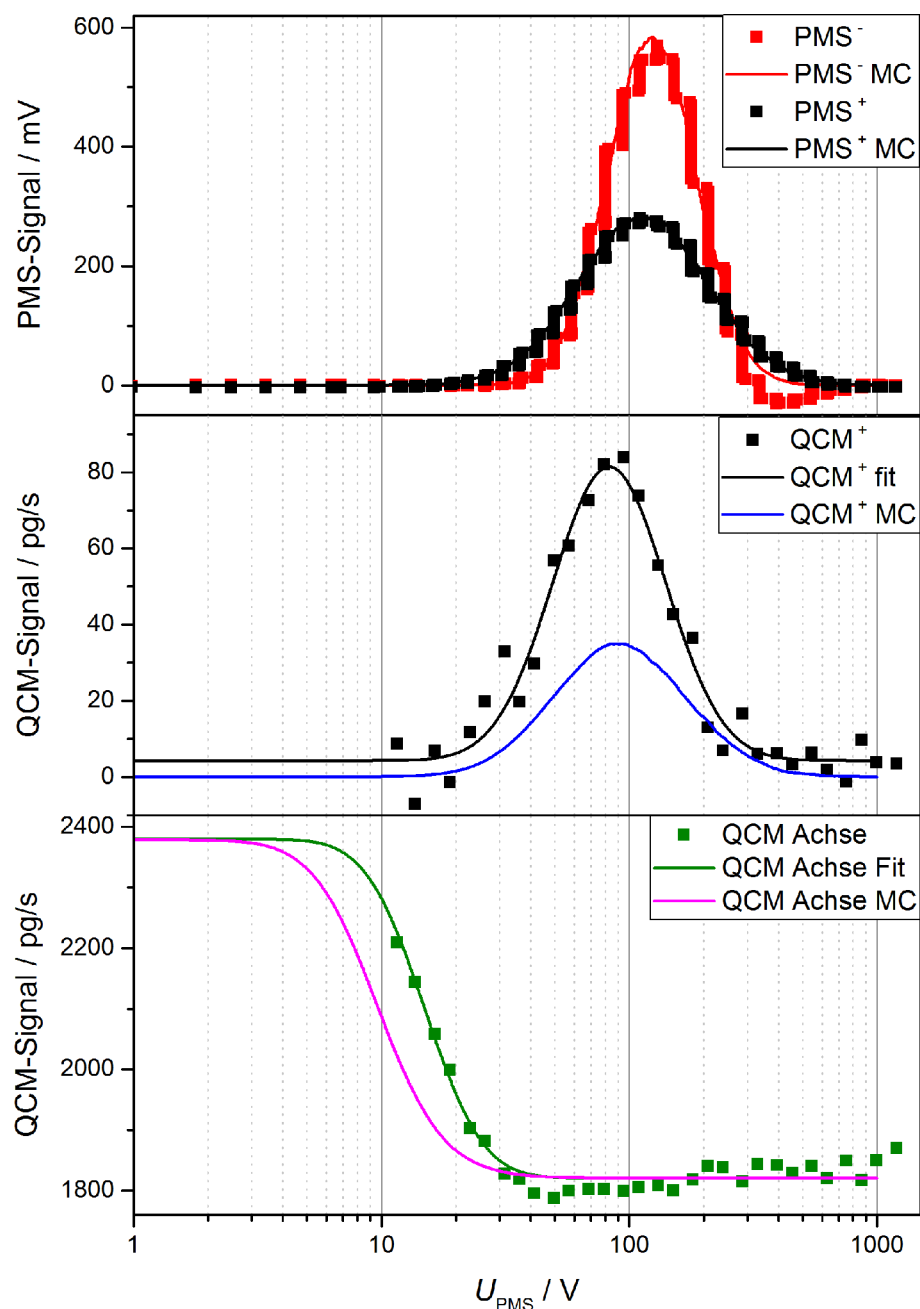 600
400
200
0
PMS-Signal / mV
PMS⁻
PMS⁻ MC
PMS⁺
PMS⁺ MC
80
60
40
20
0
QCM-Signal / pg/s
QCM⁺
QCM⁺ fit
QCM⁺ MC
2400
2200
2000
1800
QCM-Signal / pg/s
QCM Achse
QCM Achse Fit
QCM Achse MC
1 10 100 1000
U_PMS / V